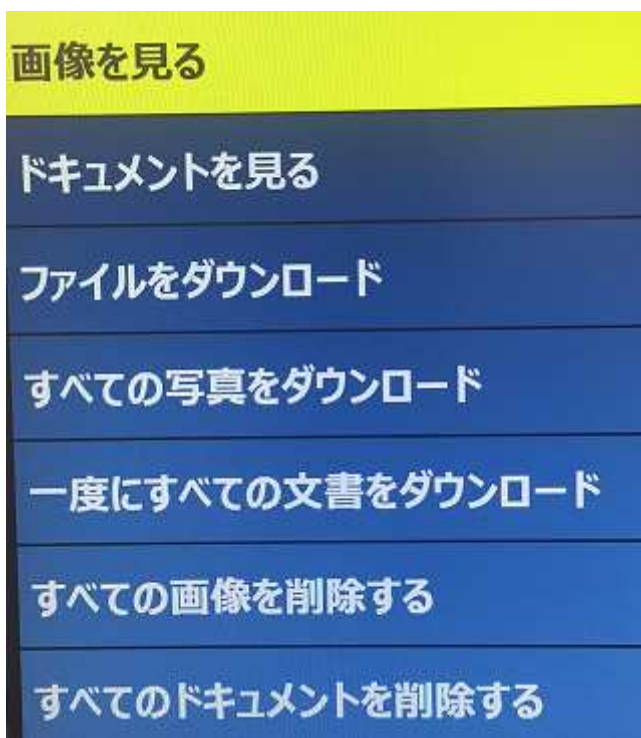 画像を見る
ドキュメントを見る
ファイルをダウンロード
すべての写真をダウンロード
一度にすべての文書をダウンロード
すべての画像を削除する
すべてのドキュメントを削除する